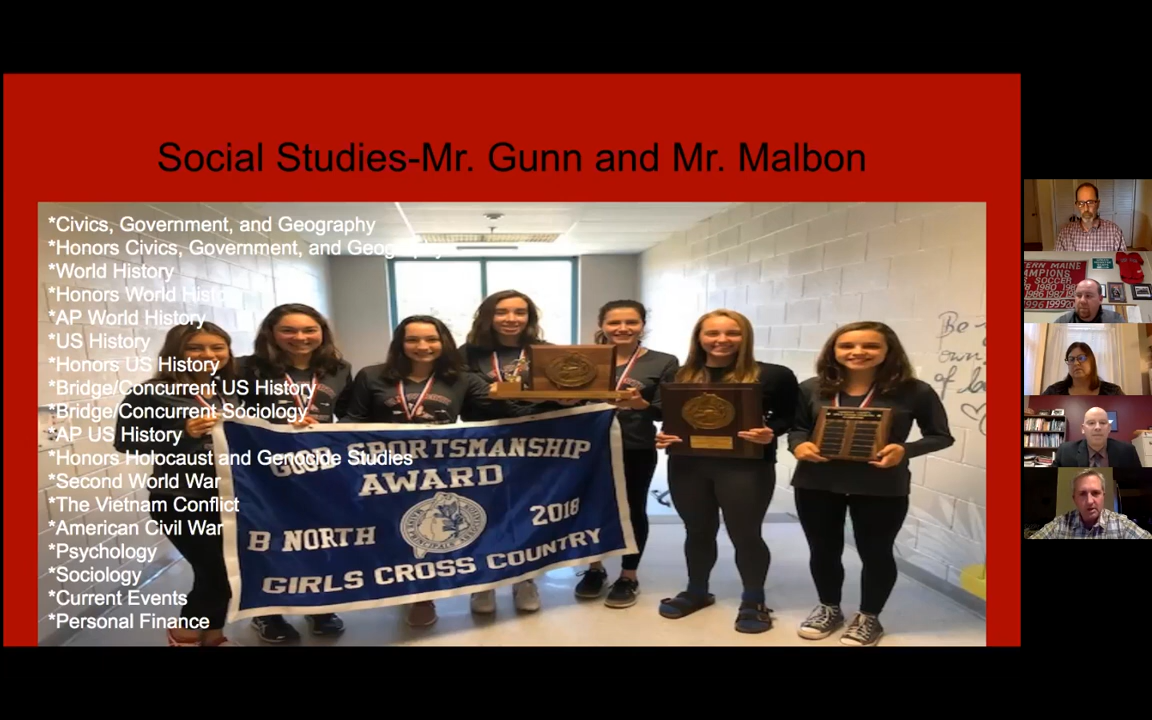 Social Studies-Mr. Gunn and Mr. Malbon
*Civics, Government, and Geography
*Honors Civics, Government, and Geography
*World History
*Honors World History
*AP World History
*US History
*Honors US History
*Bridge/Concurrent US History
*Bridge/Concurrent Sociology
*AP US History
*Honors Holocaust and Genocide Studies
*Second World War
*The Vietnam Conflict
*American Civil War
*Psychology
*Sociology
*Current Events
*Personal Finance
GOOD SPORTSMANSHIP
AWARD
B NORTH
2018
GIRLS CROSS COUNTRY
Be
own
of